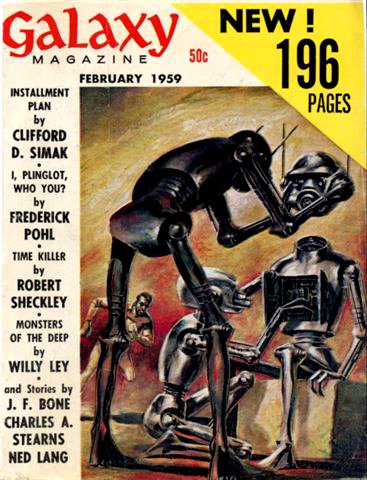 Galaxy
MAGAZINE
50c
FEBRUARY 1959
NEW!
196
PAGES
INSTALLMENT
PLAN
by
CLIFFORD
D. SIMAK
•
I, PLINGLOT,
WHO YOU?
by
FREDERICK
POHL
•
TIME KILLER
by
ROBERT
SHECKLEY
•
MONSTERS
OF THE DEEP
by
WILLY LEY
•
and Stories by
J. F. BONE
CHARLES A.
STEARNS
NED LANG